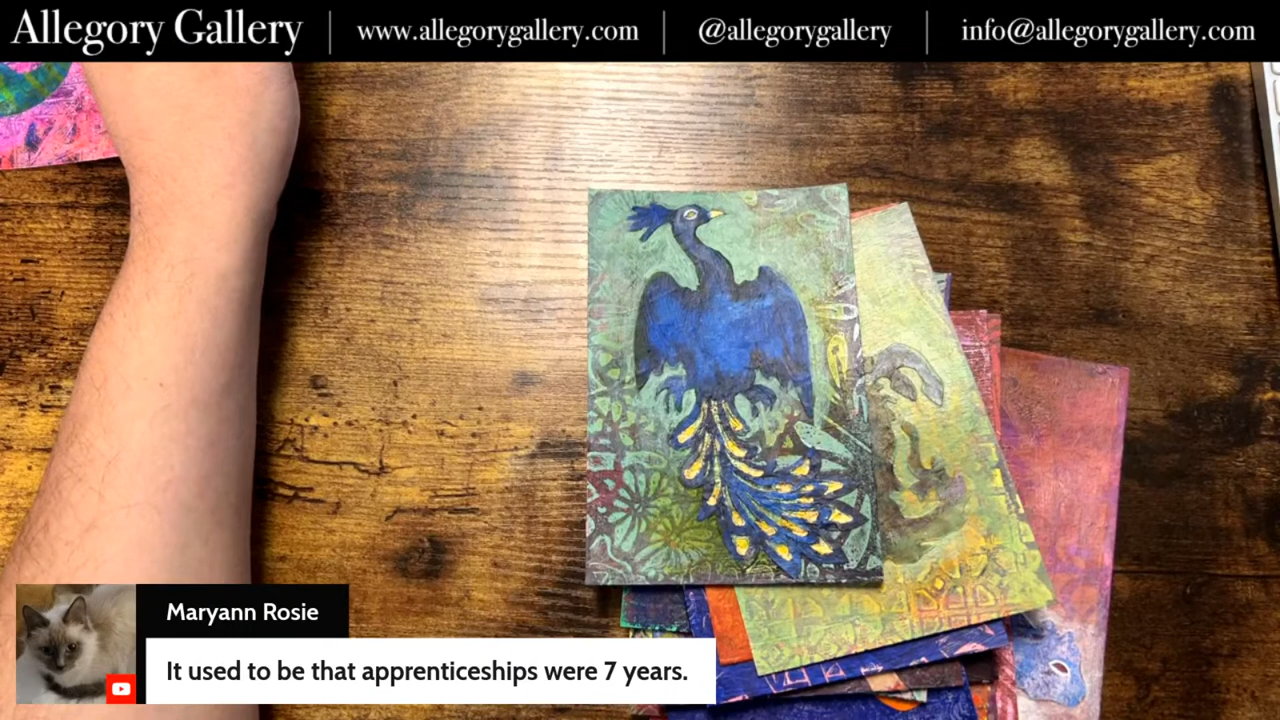 Allegory Gallery
www.allegorygallery.com
@allegorygallery
info@allegorygallery.com
Maryann Rosie
It used to be that apprenticeships were 7 years.